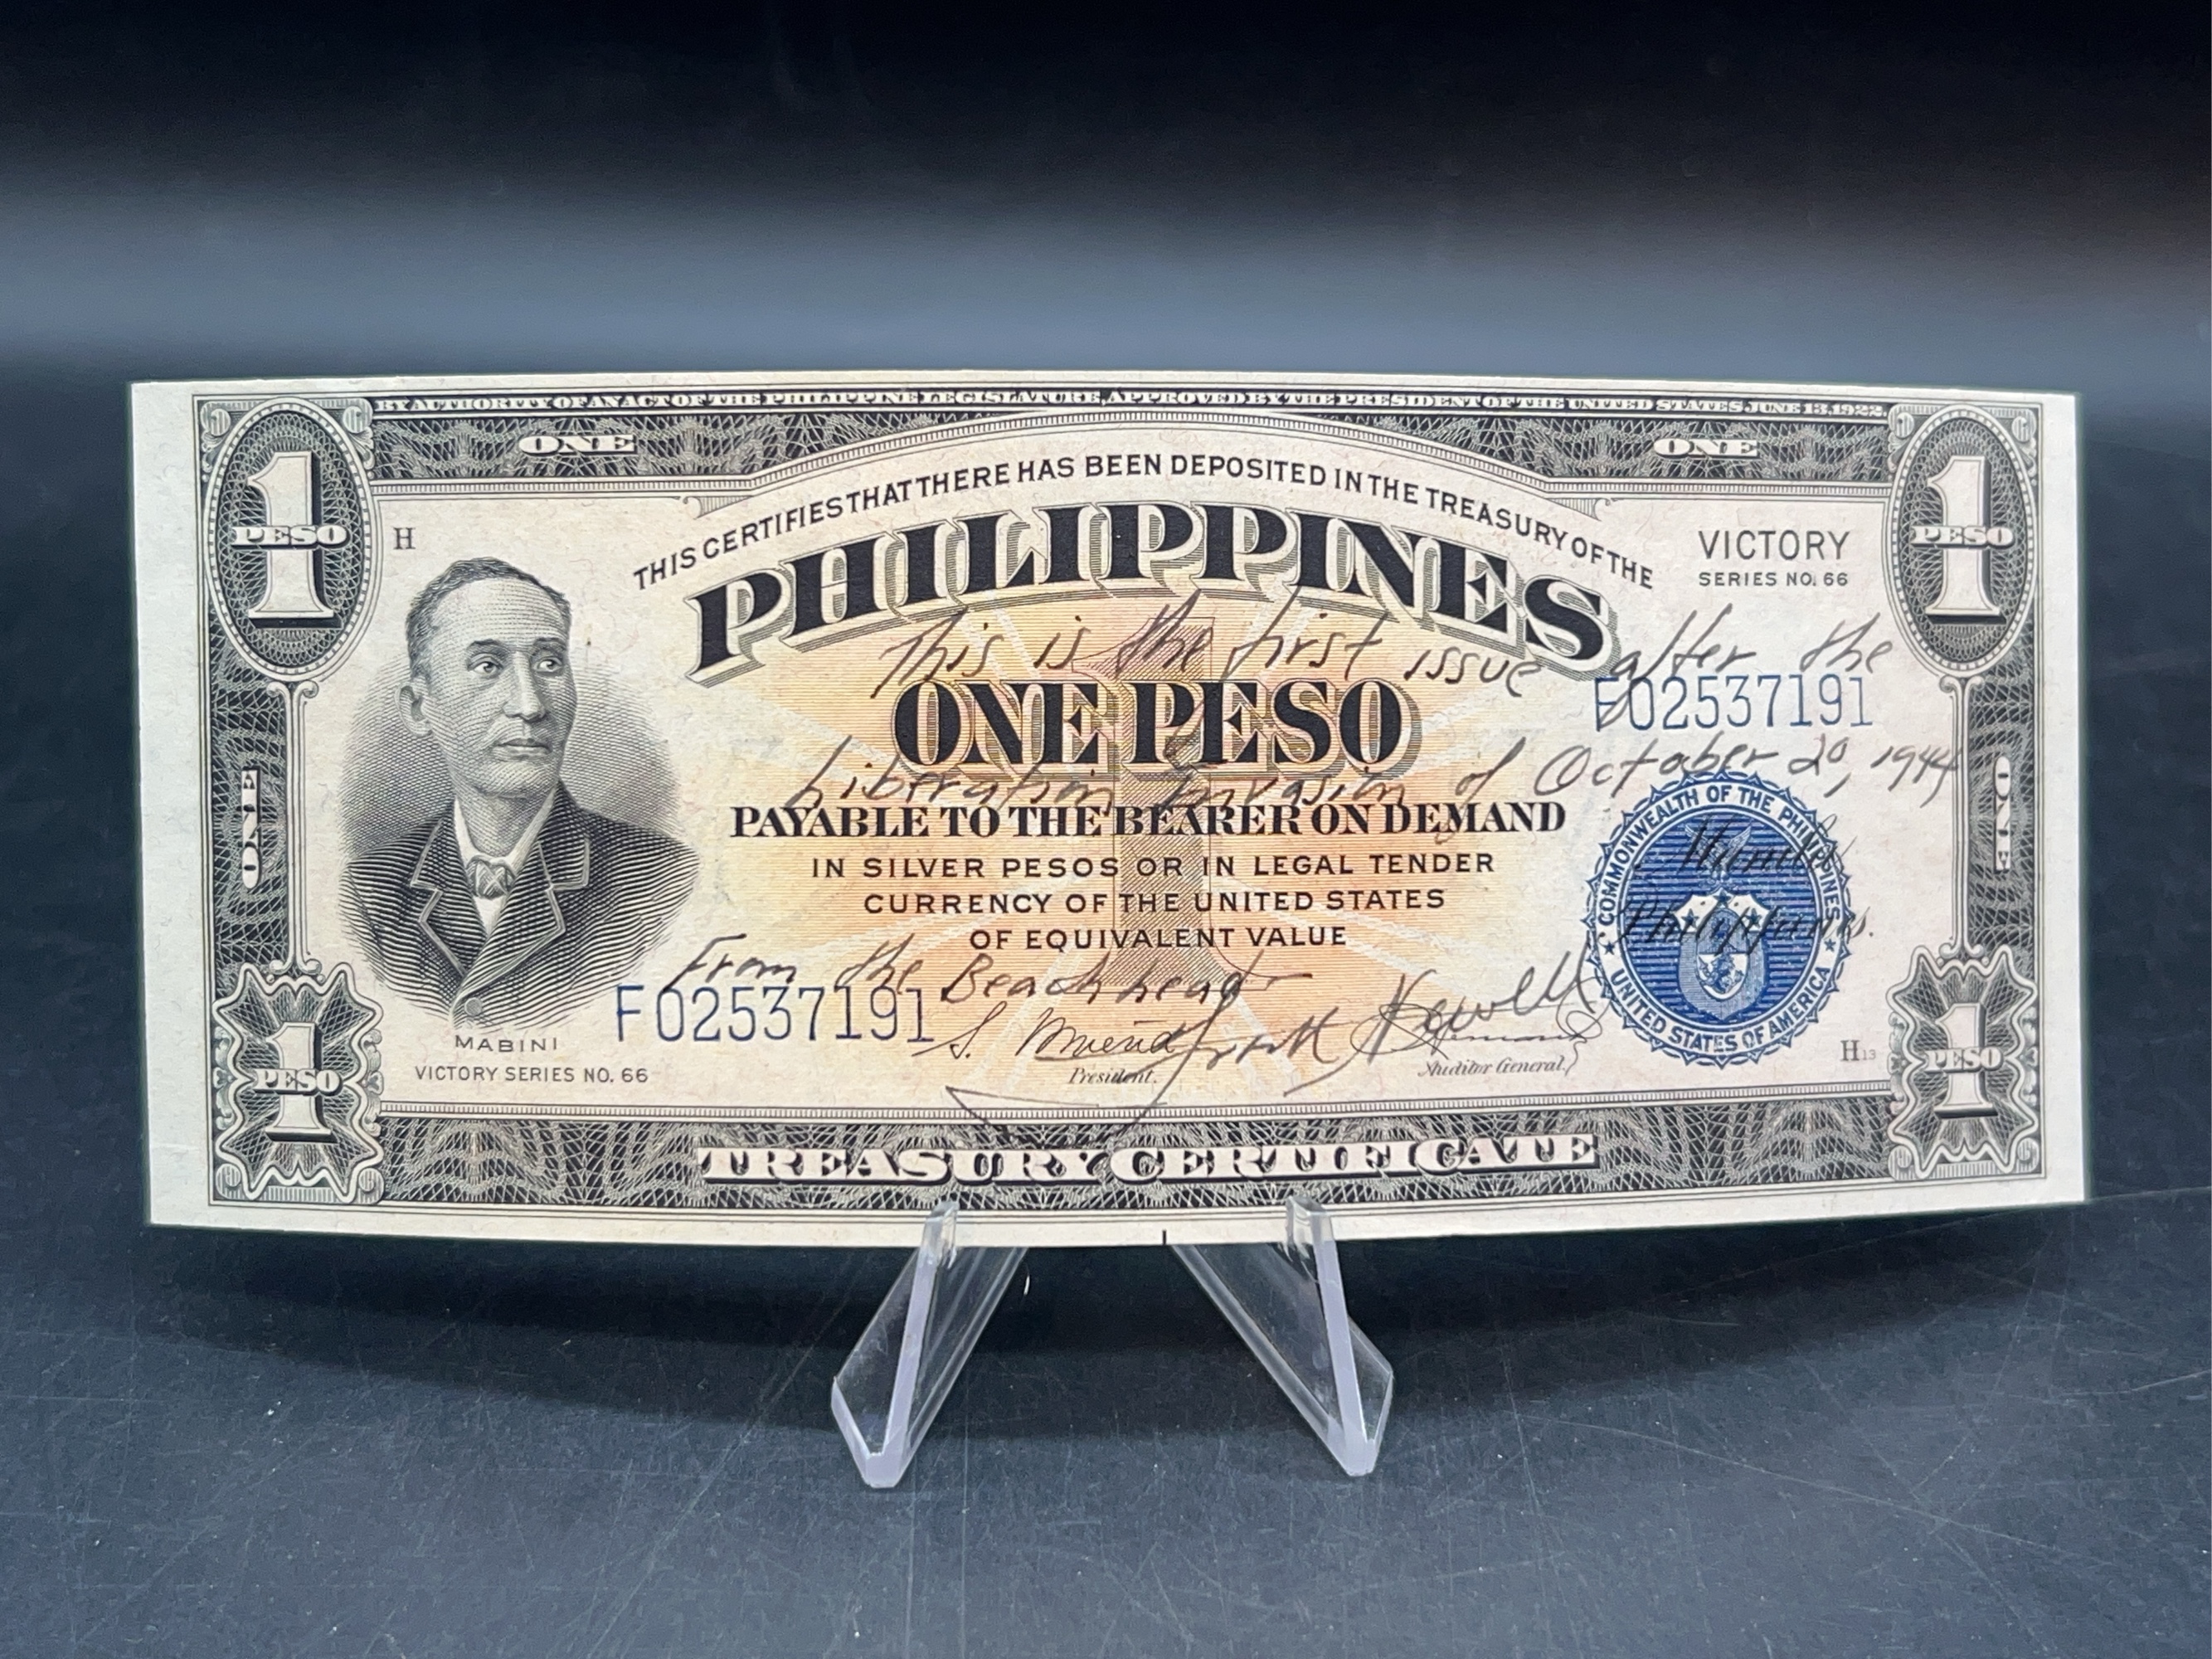 BY AUTHORITY OF AN ACT OF THE PHILIPPINE LEGISLATURE, APPROVED BY THE PRESIDENT OF THE UNITED STATES, JUNE 13, 1922.
ONE
ONE
1 PESO
1 PESO
H
THIS CERTIFIES THAT THERE HAS BEEN DEPOSITED IN THE TREASURY OF THE
VICTORY
SERIES NO. 66
PHILIPPINES
This is the first issue after the
ONE PESO
F02537191
Liberation Invasion of October 20, 1944
PAYABLE TO THE BEARER ON DEMAND
IN SILVER PESOS OR IN LEGAL TENDER
CURRENCY OF THE UNITED STATES
OF EQUIVALENT VALUE
ONE
ONE
COMMONWEALTH OF THE PHILIPPINES
Manila
Philippines.
UNITED STATES OF AMERICA
From the Beachhead
F02537191
MABINI
VICTORY SERIES NO. 66
President.
Auditor General.
H13
1 PESO
1 PESO
TREASURY CERTIFICATE